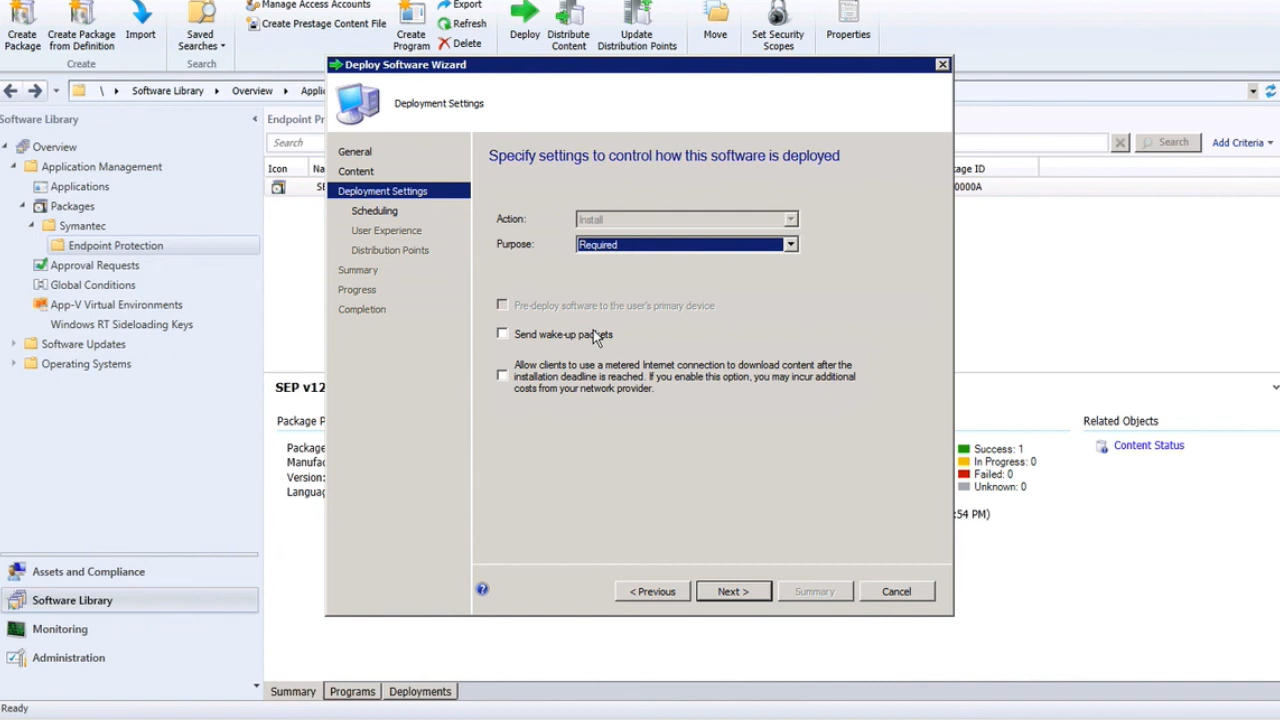 Manage Access Accounts
Create Prestage Content File
Export
Refresh
Delete
Create
Package
Create Package
from Definition
Import
Saved
Searches
Create
Program
Deploy
Distribute
Content
Update
Distribution Points
Move
Set Security
Scopes
Properties
Create
Search
Deploy Software Wizard
\ Software Library Overview Appli
Deployment Settings
Software Library
Endpoint Pr
Search
Search
Add Criteria
Icon
Na
age ID
0000A
Overview
Application Management
Applications
Packages
Symantec
Endpoint Protection
Approval Requests
Global Conditions
App-V Virtual Environments
Windows RT Sideloading Keys
Software Updates
Operating Systems
General
Content
Deployment Settings
Scheduling
User Experience
Distribution Points
Summary
Progress
Completion
Specify settings to control how this software is deployed
Action: Install
Purpose: Required
Pre-deploy software to the user's primary device
Send wake-up packets
Allow clients to use a metered Internet connection to download content after the
installation deadline is reached. If you enable this option, you may incur additional
costs from your network provider.
< Previous
Next >
Summary
Cancel
SEP v12
Package P
Package
Manufac
Version:
Languag
Success: 1
In Progress: 0
Failed: 0
Unknown: 0
:54 PM)
Related Objects
Content Status
Assets and Compliance
Software Library
Monitoring
Administration
Summary Programs Deployments
Ready